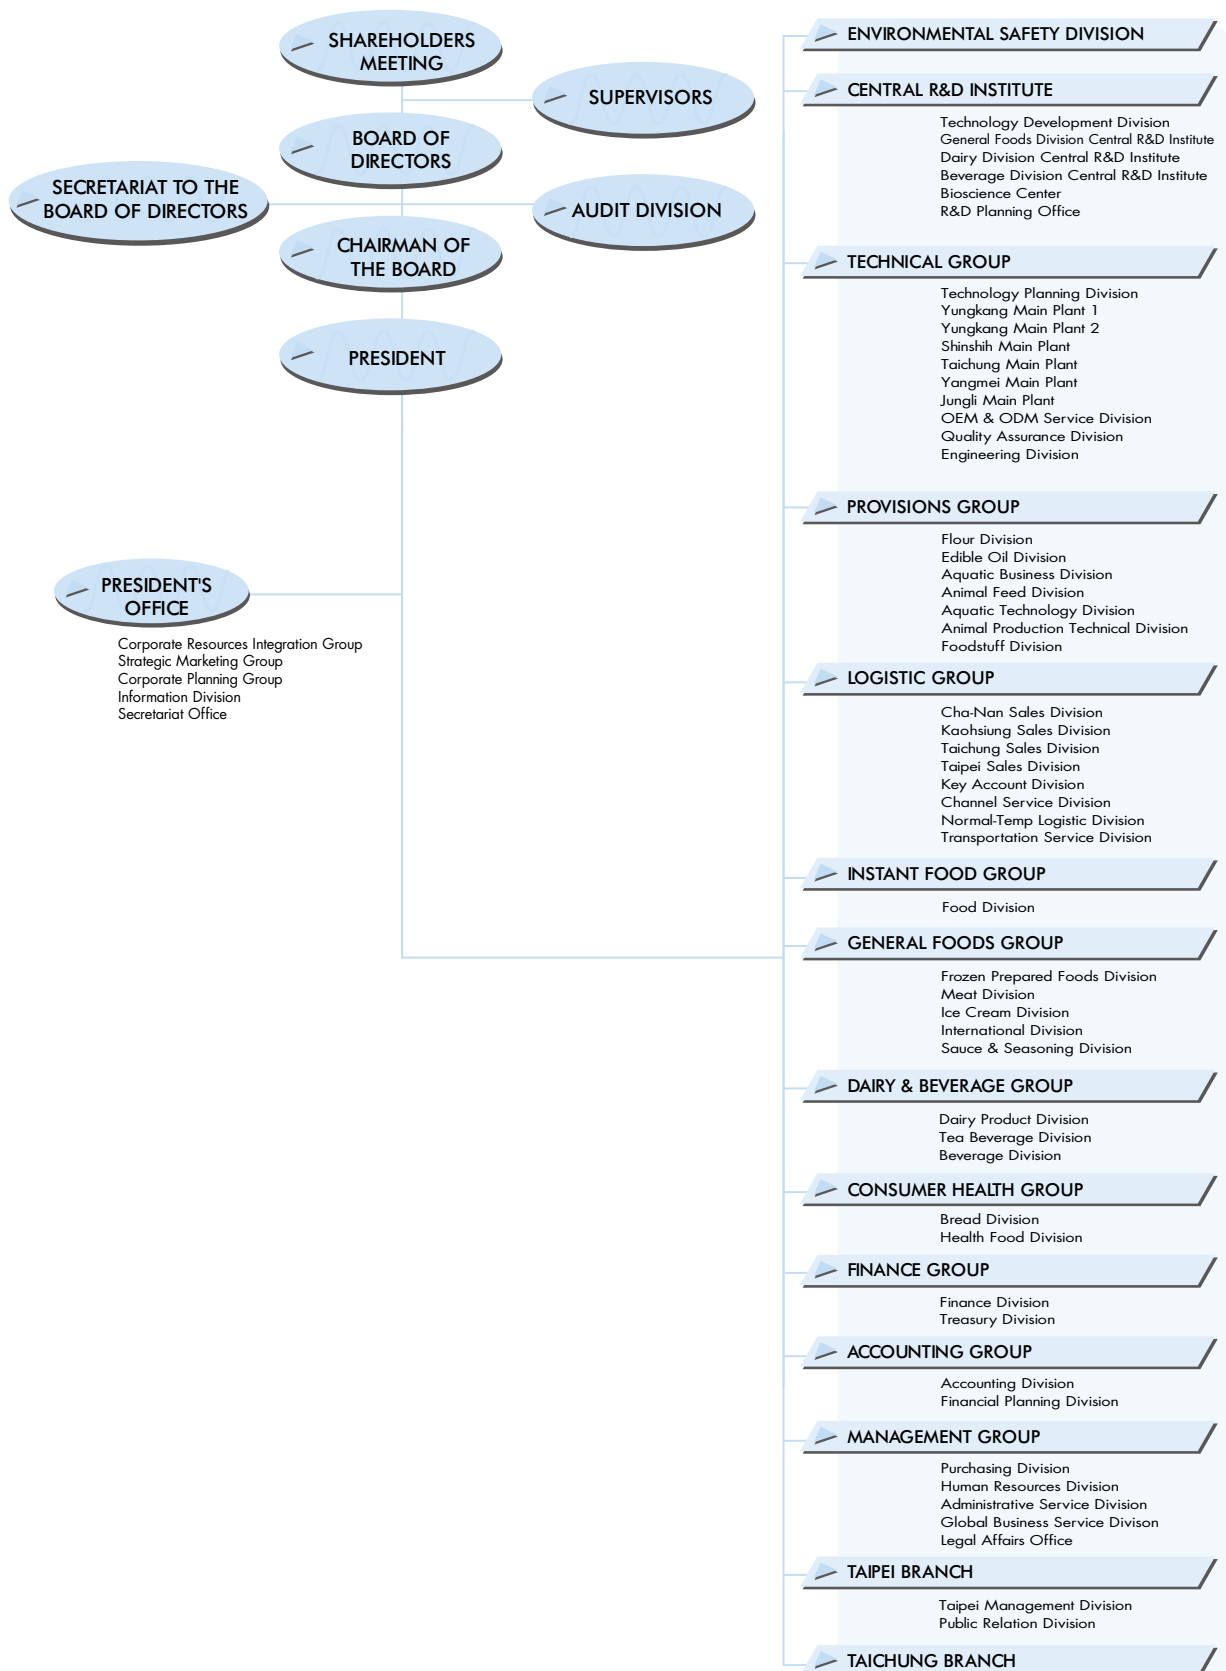 SHAREHOLDERS
MEETING
SUPERVISORS
BOARD OF
DIRECTORS
SECRETARIAT TO THE
BOARD OF DIRECTORS
AUDIT DIVISION
CHAIRMAN OF
THE BOARD
PRESIDENT
PRESIDENT'S
OFFICE
Corporate Resources Integration Group
Strategic Marketing Group
Corporate Planning Group
Information Division
Secretariat Office
ENVIRONMENTAL SAFETY DIVISION
CENTRAL R&D INSTITUTE
Technology Development Division
General Foods Division Central R&D Institute
Dairy Division Central R&D Institute
Beverage Division Central R&D Institute
Bioscience Center
R&D Planning Office
TECHNICAL GROUP
Technology Planning Division
Yungkang Main Plant 1
Yungkang Main Plant 2
Shinshih Main Plant
Taichung Main Plant
Yangmei Main Plant
Jungli Main Plant
OEM & ODM Service Division
Quality Assurance Division
Engineering Division
PROVISIONS GROUP
Flour Division
Edible Oil Division
Aquatic Business Division
Animal Feed Division
Aquatic Technology Division
Animal Production Technical Division
Foodstuff Division
LOGISTIC GROUP
Cha-Nan Sales Division
Kaohsiung Sales Division
Taichung Sales Division
Taipei Sales Division
Key Account Division
Channel Service Division
Normal-Temp Logistic Division
Transportation Service Division
INSTANT FOOD GROUP
Food Division
GENERAL FOODS GROUP
Frozen Prepared Foods Division
Meat Division
Ice Cream Division
International Division
Sauce & Seasoning Division
DAIRY & BEVERAGE GROUP
Dairy Product Division
Tea Beverage Division
Beverage Division
CONSUMER HEALTH GROUP
Bread Division
Health Food Division
FINANCE GROUP
Finance Division
Treasury Division
ACCOUNTING GROUP
Accounting Division
Financial Planning Division
MANAGEMENT GROUP
Purchasing Division
Human Resources Division
Administrative Service Division
Global Business Service Divison
Legal Affairs Office
TAIPEI BRANCH
Taipei Management Division
Public Relation Division
TAICHUNG BRANCH